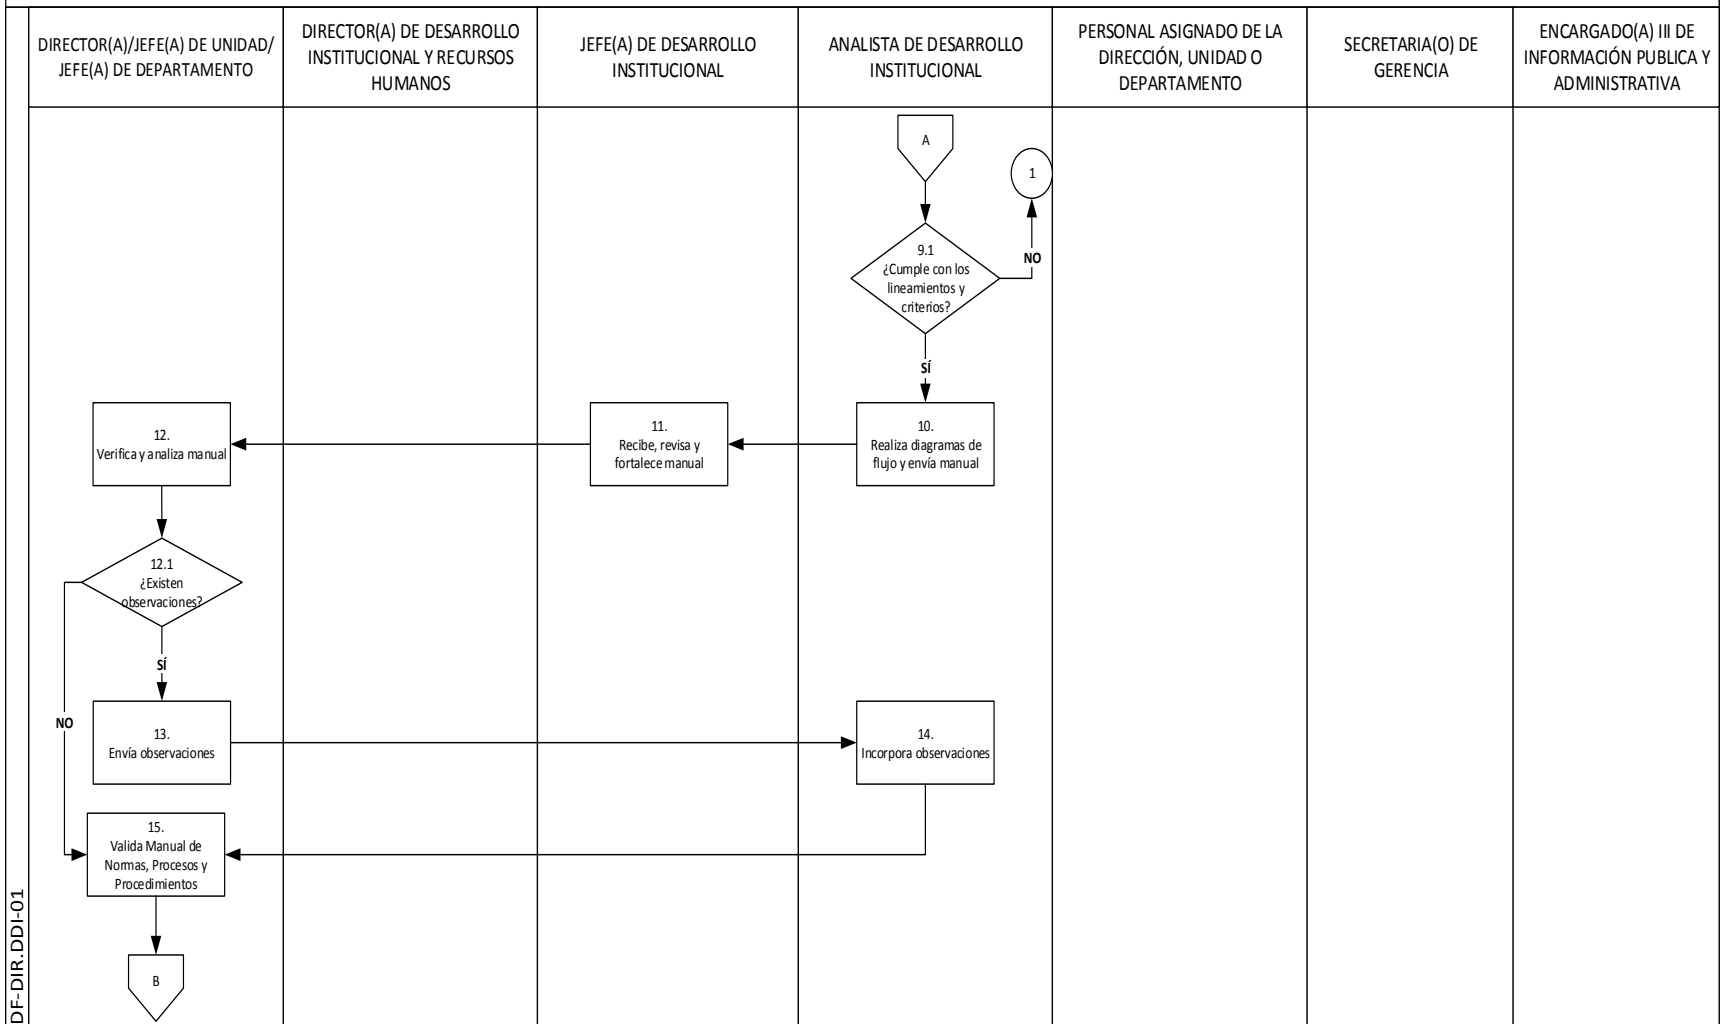 DIRECTOR(A)/JEFE(A) DE UNIDAD/
JEFE(A) DE DEPARTAMENTO
DIRECTOR(A) DE DESARROLLO
INSTITUCIONAL Y RECURSOS
HUMANOS
JEFE(A) DE DESARROLLO
INSTITUCIONAL
ANALISTA DE DESARROLLO
INSTITUCIONAL
PERSONAL ASIGNADO DE LA
DIRECCIÓN, UNIDAD O
DEPARTAMENTO
SECRETARIA(O) DE
GERENCIA
ENCARGADO(A) III DE
INFORMACIÓN PUBLICA Y
ADMINISTRATIVA
A
1
9.1
¿Cumple con los
lineamientos y
criterios?
NO
SÍ
12.
Verifica y analiza manual
11.
Recibe, revisa y
fortalece manual
10.
Realiza diagramas de
flujo y envía manual
12.1
¿Existen
observaciones?
SÍ
NO
13.
Envía observaciones
14.
Incorpora observaciones
15.
Valida Manual de
Normas, Procesos y
Procedimientos
B
DF-DIR.DDI-01